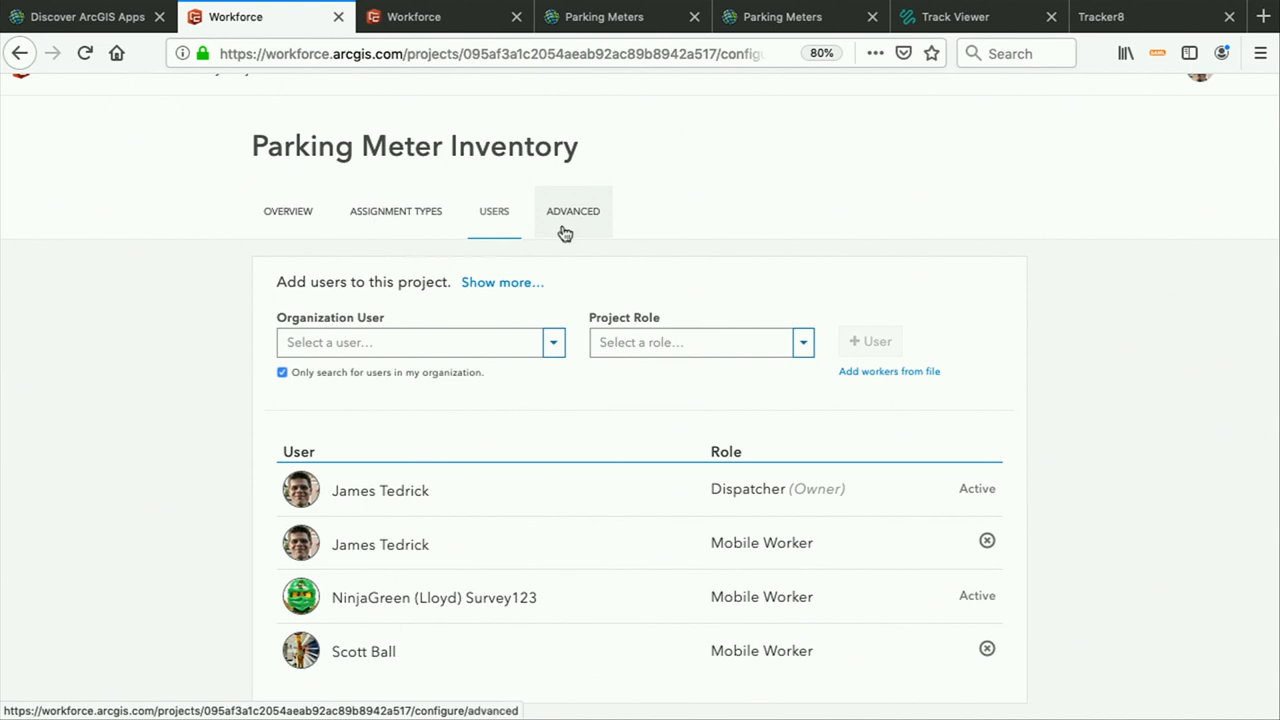 Discover ArcGIS Apps
Workforce
Workforce
Parking Meters
Parking Meters
Track Viewer
Tracker8
https://workforce.arcgis.com/projects/095af3a1c2054aeab92ac89b8942a517/config
80%
Search
Parking Meter Inventory
OVERVIEW
ASSIGNMENT TYPES
USERS
ADVANCED
Add users to this project. Show more...
Organization User
Project Role
Select a user...
Select a role...
+ User
Only search for users in my organization.
Add workers from file
User
Role
James Tedrick
Dispatcher (Owner)
Active
James Tedrick
Mobile Worker
NinjaGreen (Lloyd) Survey123
Mobile Worker
Active
Scott Ball
Mobile Worker
https://workforce.arcgis.com/projects/095af3a1c2054aeab92ac89b8942a517/configure/advanced